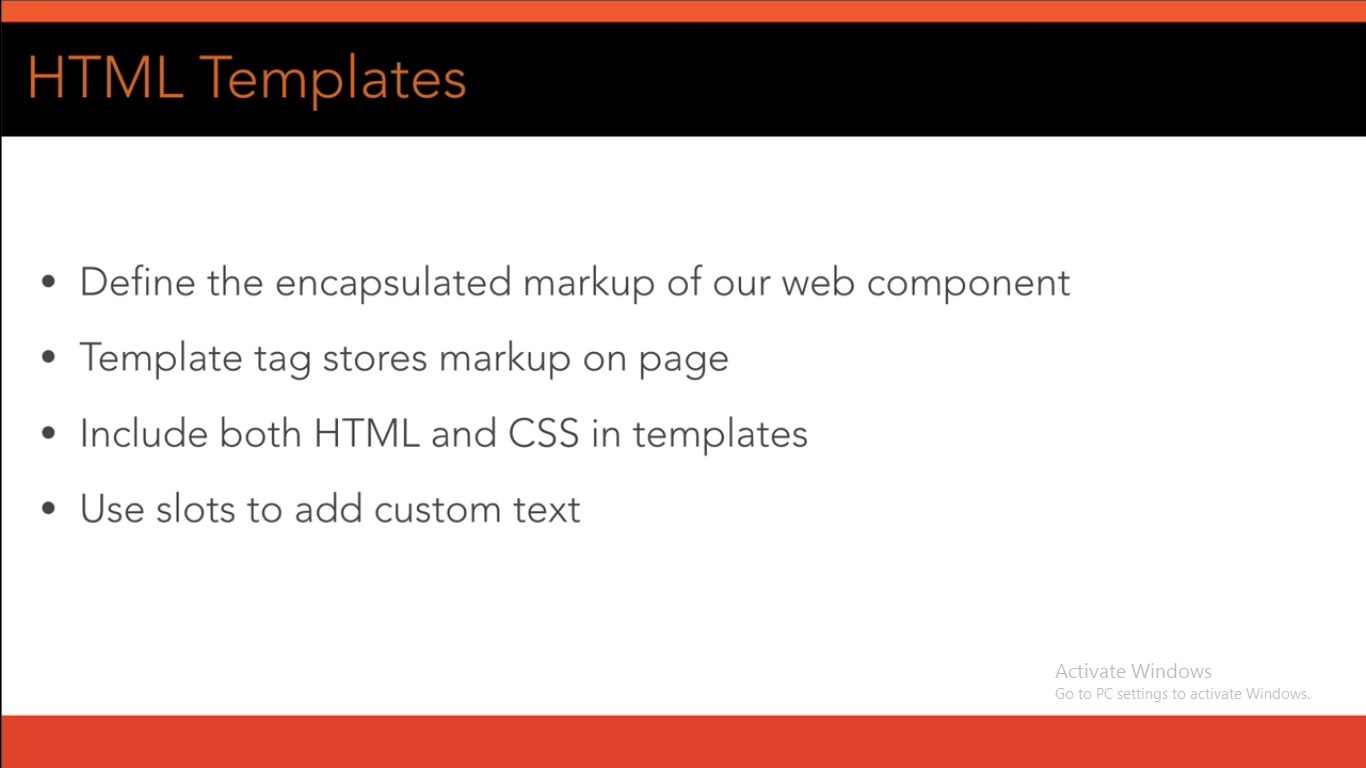 HTML Templates
• Define the encapsulated markup of our web component
• Template tag stores markup on page
• Include both HTML and CSS in templates
• Use slots to add custom text
Activate Windows
Go to PC settings to activate Windows.